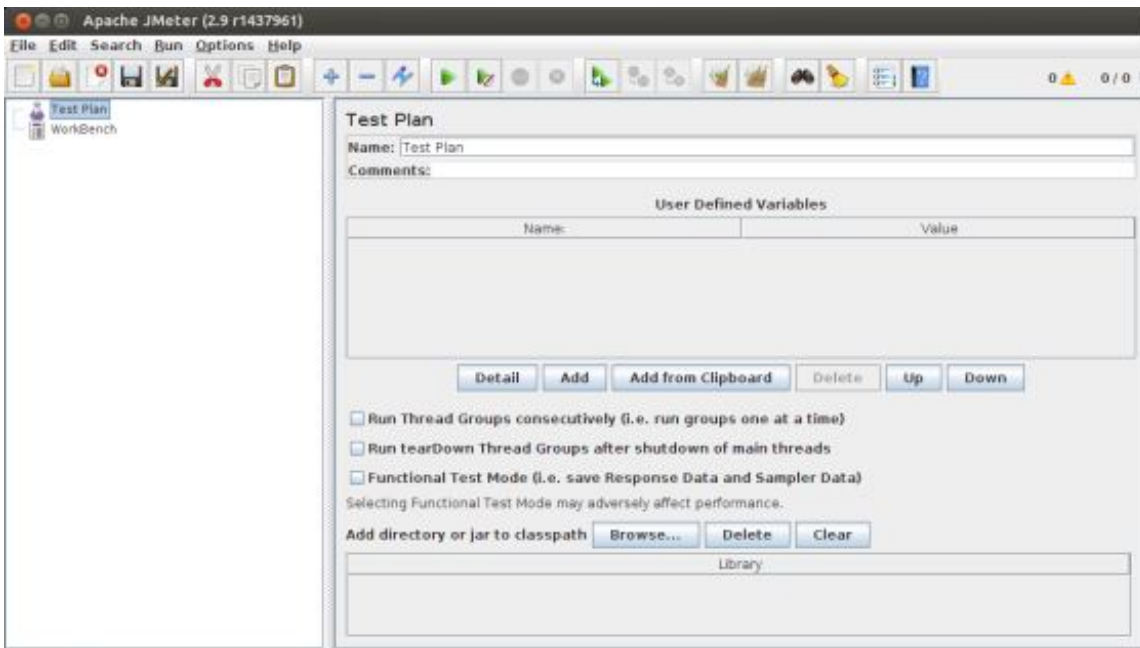 Apache JMeter (2.9 r1437961)
File Edit Search Run Options Help
0 0 / 0
Test Plan
WorkBench
Test Plan
Name: Test Plan
Comments:
User Defined Variables
Name: Value
Detail Add Add from Clipboard Delete Up Down
Run Thread Groups consecutively (i.e. run groups one at a time)
Run tearDown Thread Groups after shutdown of main threads
Functional Test Mode (i.e. save Response Data and Sampler Data)
Selecting Functional Test Mode may adversely affect performance.
Add directory or jar to classpath Browse... Delete Clear
Library